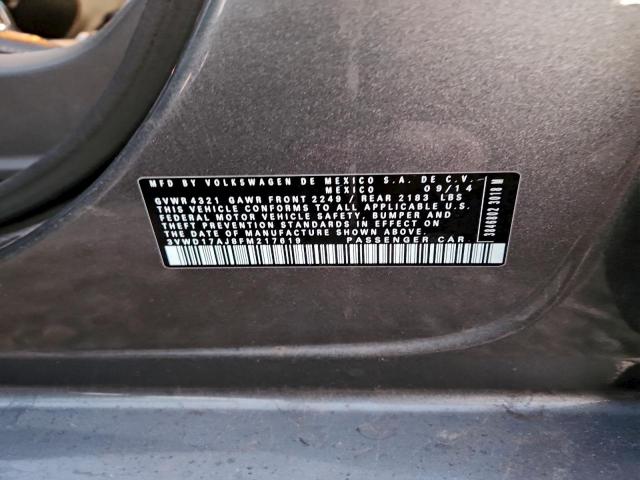 MFD BY VOLKSWAGEN DE MEXICO S.A. DE C.V.
MEXICO 09/14
GVWR 4321 GAWR FRONT 2249 / REAR 2183 LBS
THIS VEHICLE CONFORMS TO ALL APPLICABLE U.S.
FEDERAL MOTOR VEHICLE SAFETY, BUMPER AND
THEFT PREVENTION STANDARDS IN EFFECT ON
THE DATE OF MANUFACTURE SHOWN ABOVE.
3VWD17AJ8FM217619 PASSENGER CAR